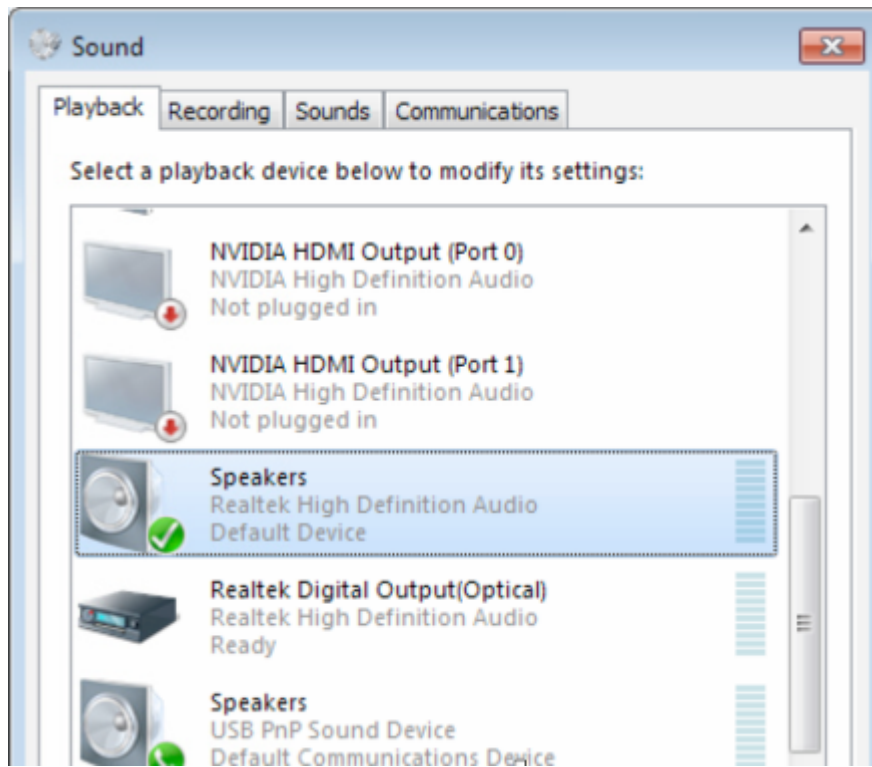 Sound
Playback Recording Sounds Communications
Select a playback device below to modify its settings:
NVIDIA HDMI Output (Port 0)
NVIDIA High Definition Audio
Not plugged in
NVIDIA HDMI Output (Port 1)
NVIDIA High Definition Audio
Not plugged in
Speakers
Realtek High Definition Audio
Default Device
Realtek Digital Output(Optical)
Realtek High Definition Audio
Ready
Speakers
USB PnP Sound Device
Default Communications Device